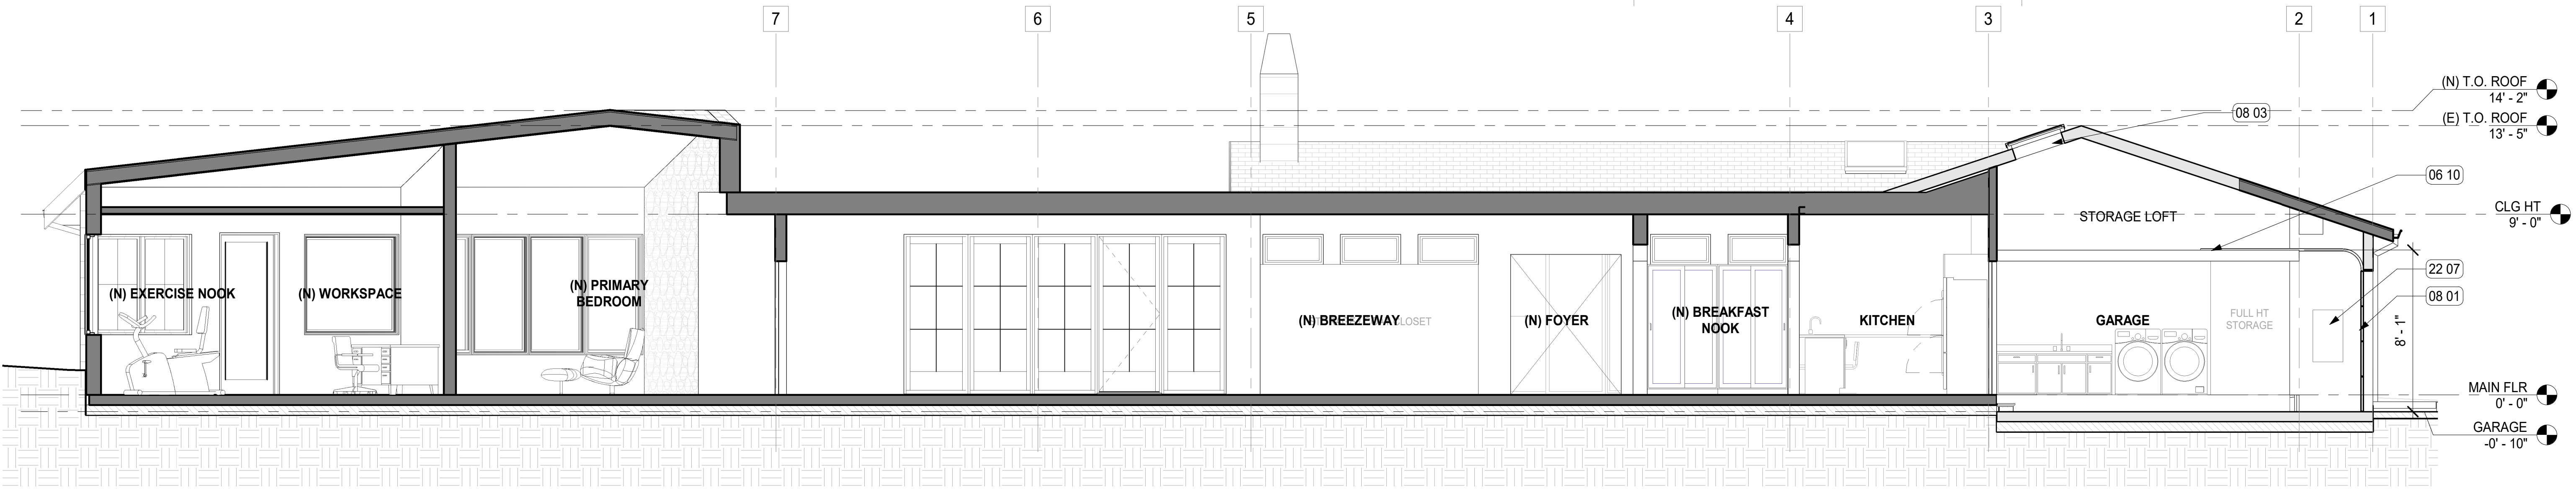 7
6
5
4
3
2
1
(N) T.O. ROOF
14' - 2"
08 03
(E) T.O. ROOF
13' - 5"
06 10
CLG HT
9' - 0"
STORAGE LOFT
22 07
08 01
(N) EXERCISE NOOK
(N) WORKSPACE
(N) PRIMARY
BEDROOM
(N) BREEZEWAY
CLOSET
(N) FOYER
(N) BREAKFAST
NOOK
KITCHEN
GARAGE
FULL HT
STORAGE
8' - 1"
MAIN FLR
0' - 0"
GARAGE
-0' - 10"